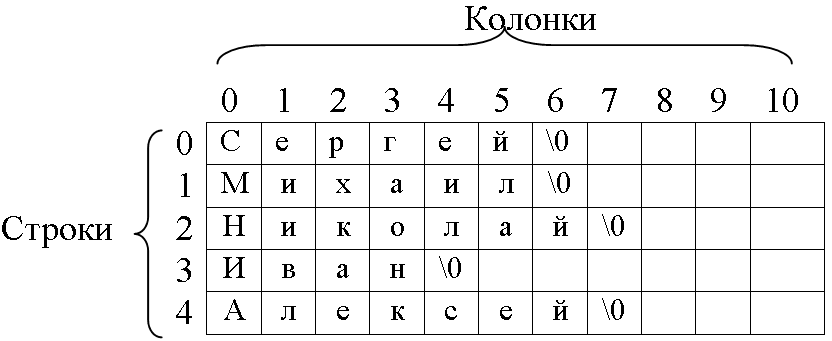 Колонки
0 1 2 3 4 5 6 7 8 9 10
0 С е р г е й \0
1 М и х а и л \0
Строки 2 Н и к о л а й \0
3 И в а н \0
4 А л е к с е й \0